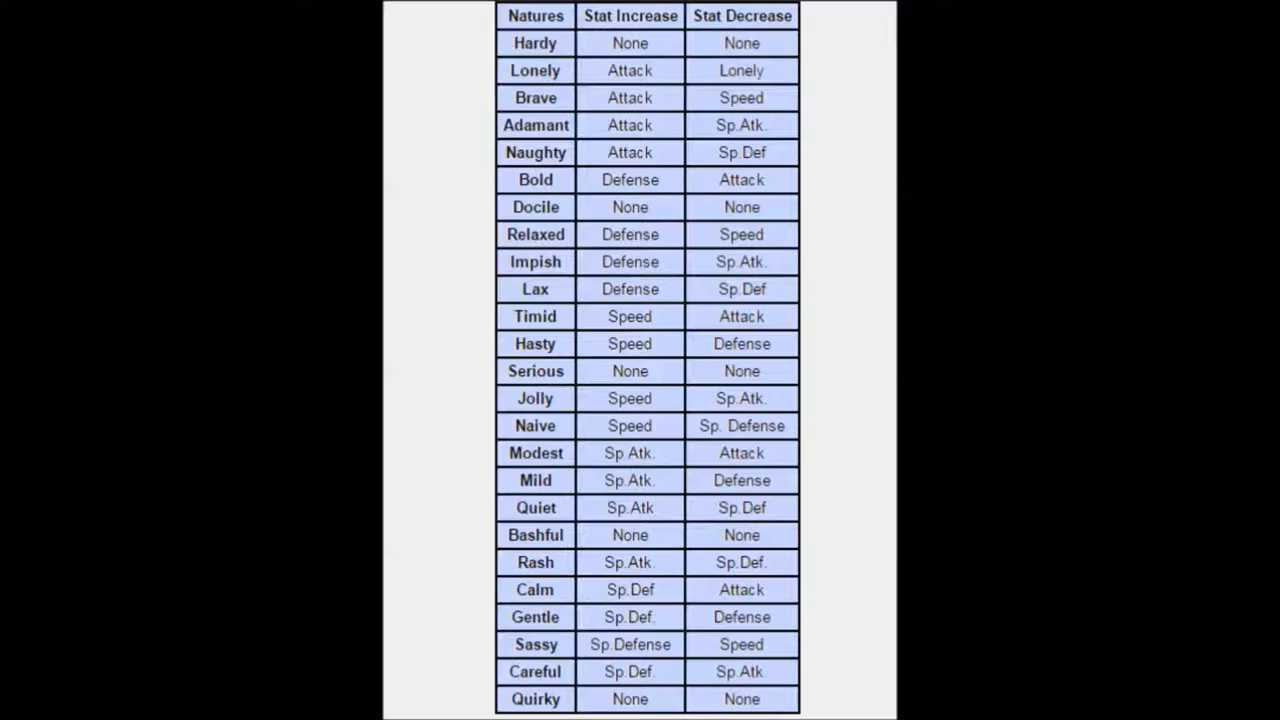 Natures Stat Increase Stat Decrease
Hardy None None
Lonely Attack Lonely
Brave Attack Speed
Adamant Attack Sp.Atk.
Naughty Attack Sp.Def
Bold Defense Attack
Docile None None
Relaxed Defense Speed
Impish Defense Sp.Atk.
Lax Defense Sp.Def
Timid Speed Attack
Hasty Speed Defense
Serious None None
Jolly Speed Sp.Atk.
Naive Speed Sp. Defense
Modest Sp.Atk. Attack
Mild Sp.Atk. Defense
Quiet Sp.Atk Sp.Def
Bashful None None
Rash Sp.Atk. Sp.Def.
Calm Sp.Def Attack
Gentle Sp.Def. Defense
Sassy Sp.Defense Speed
Careful Sp.Def. Sp.Atk.
Quirky None None